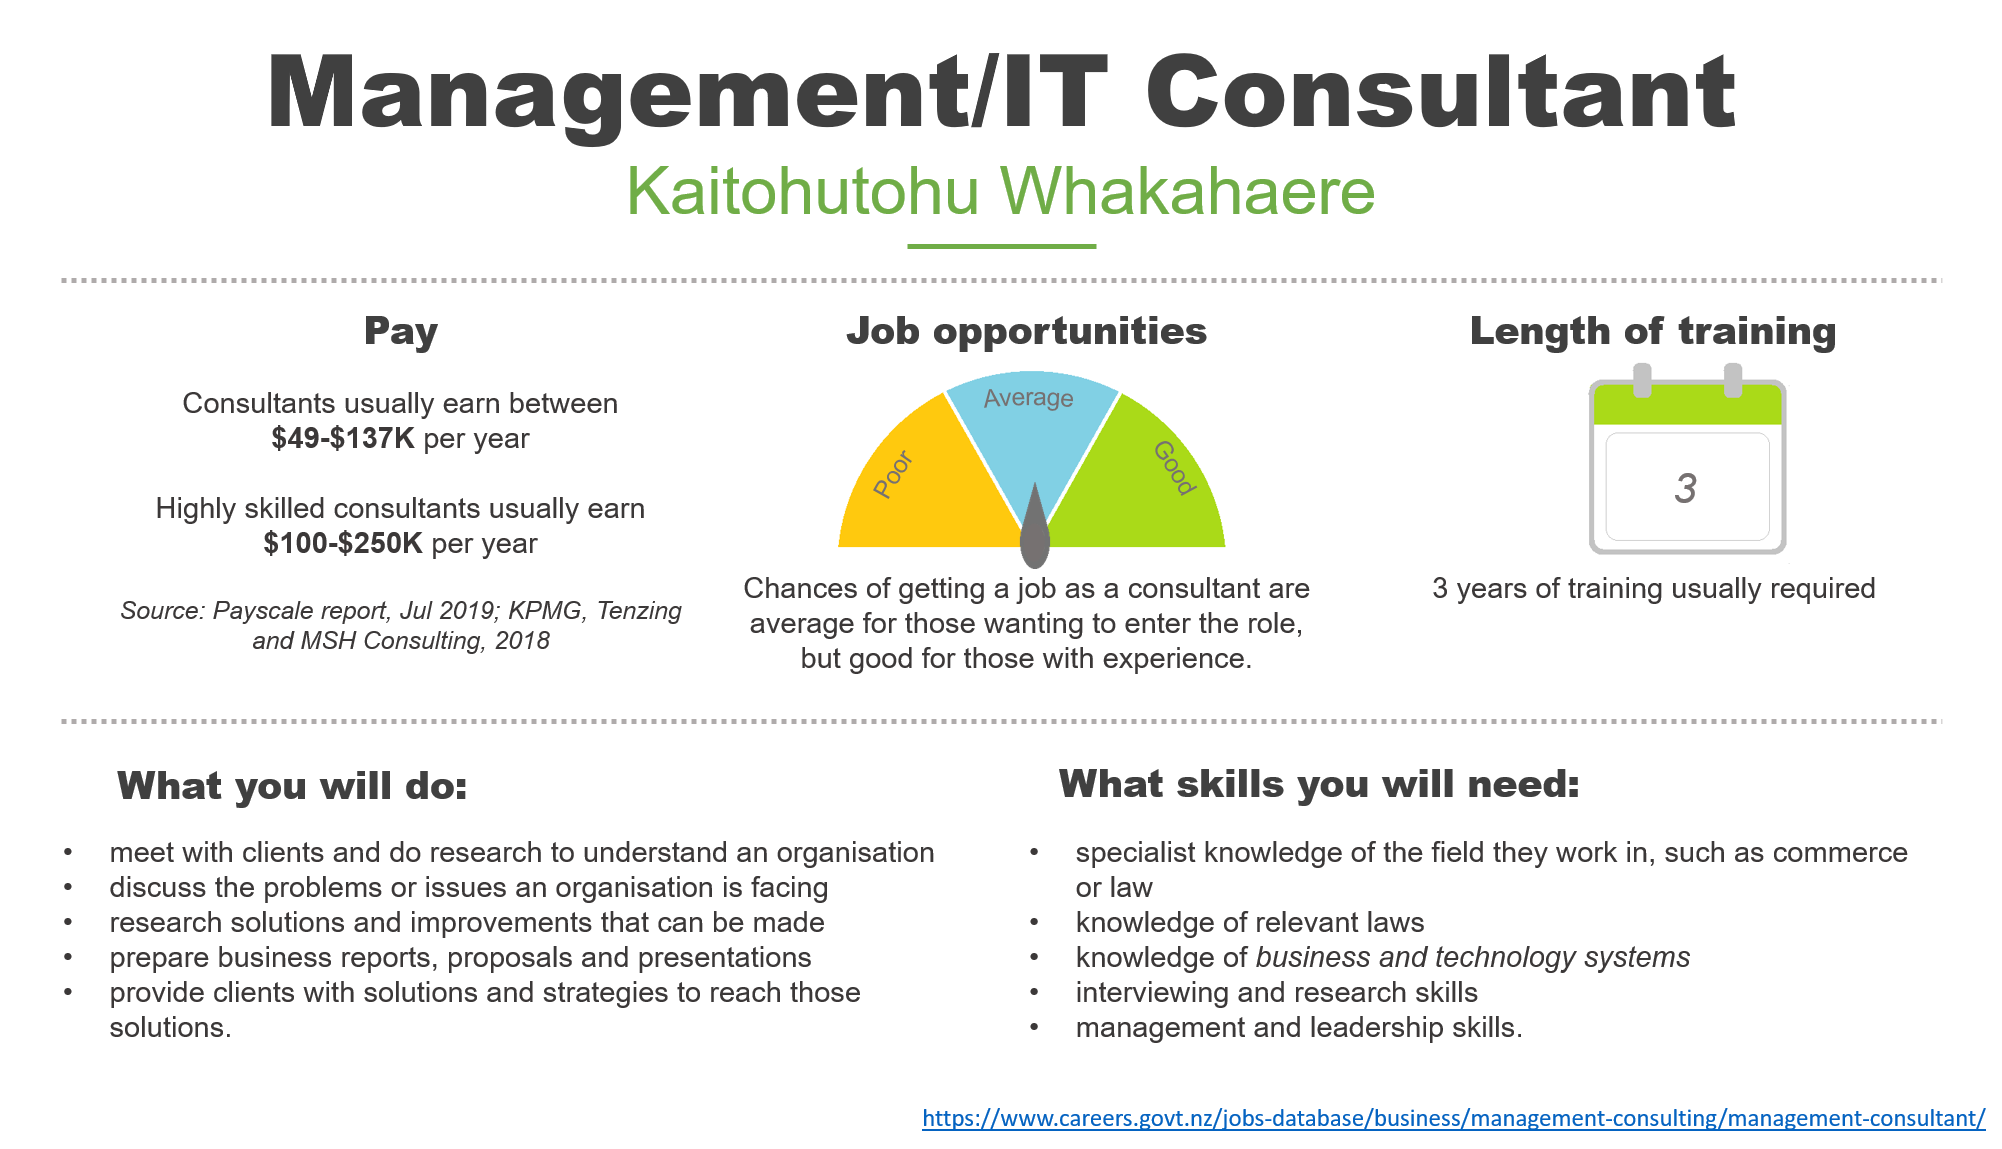 Management/IT Consultant
Kaitohutohu Whakahaere
Pay
Consultants usually earn between
$49-$137K per year
Highly skilled consultants usually earn
$100-$250K per year
Source: Payscale report, Jul 2019; KPMG, Tenzing
and MSH Consulting, 2018
Job opportunities
Poor
Average
Good
Chances of getting a job as a consultant are
average for those wanting to enter the role,
but good for those with experience.
Length of training
3
3 years of training usually required
What you will do:
• meet with clients and do research to understand an organisation
• discuss the problems or issues an organisation is facing
• research solutions and improvements that can be made
• prepare business reports, proposals and presentations
• provide clients with solutions and strategies to reach those
solutions.
What skills you will need:
• specialist knowledge of the field they work in, such as commerce
or law
• knowledge of relevant laws
• knowledge of business and technology systems
• interviewing and research skills
• management and leadership skills.
https://www.careers.govt.nz/jobs-database/business/management-consulting/management-consultant/